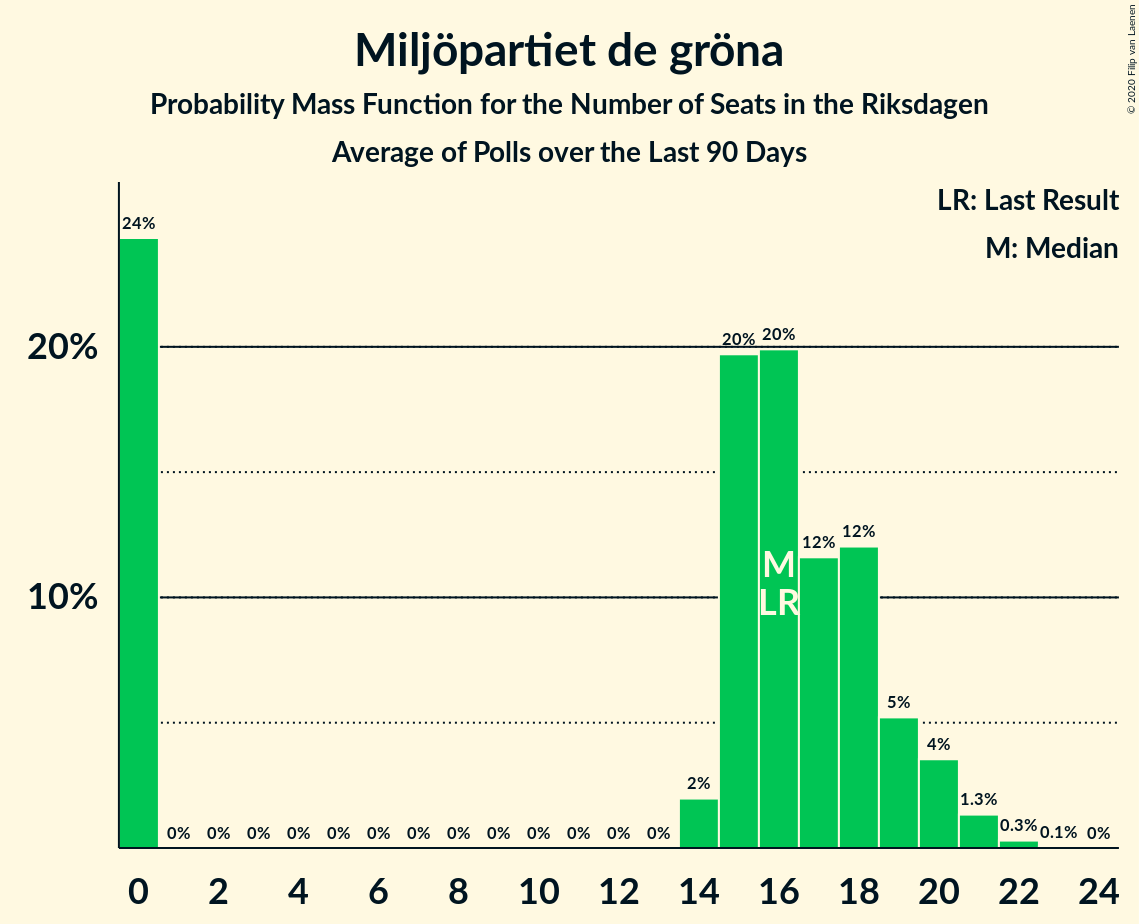 Miljöpartiet de gröna
Probability Mass Function for the Number of Seats in the Riksdagen
Average of Polls over the Last 90 Days
© 2020 Filip van Laenen
LR: Last Result
M: Median
24%
20%
10%
0% 0% 0% 0% 0% 0% 0% 0% 0% 0% 0% 0% 0% 2% 20% 20% 12% 12% 5% 4% 1.3% 0.3% 0.1% 0%
M
LR
0 2 4 6 8 10 12 14 16 18 20 22 24